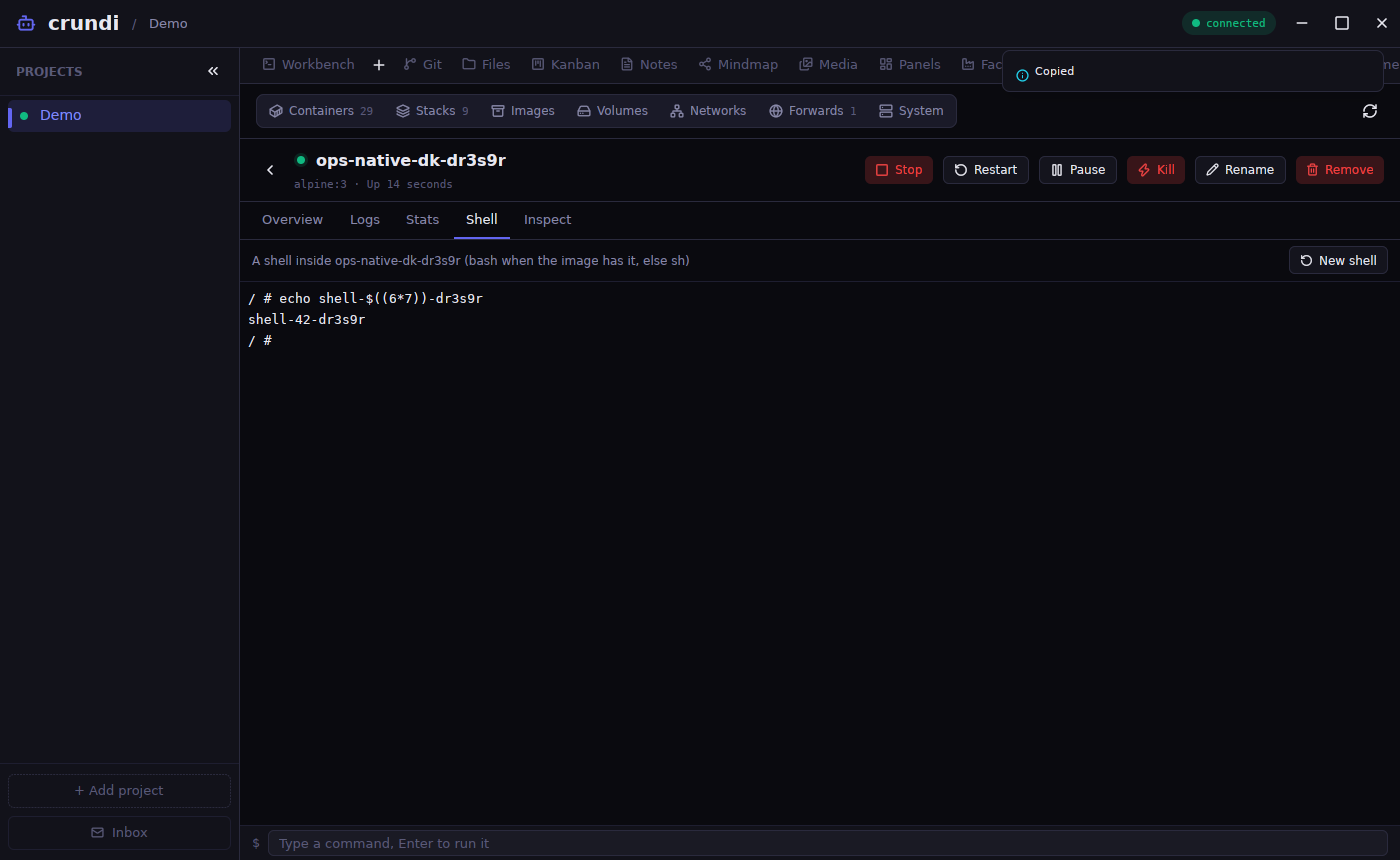 crundi / Demo
connected
PROJECTS
Workbench
Git
Files
Kanban
Notes
Mindmap
Media
Panels
Copied
Demo
Containers 29
Stacks 9
Images
Volumes
Networks
Forwards 1
System
ops-native-dk-dr3s9r
alpine:3 · Up 14 seconds
Stop
Restart
Pause
Kill
Rename
Remove
Overview
Logs
Stats
Shell
Inspect
A shell inside ops-native-dk-dr3s9r (bash when the image has it, else sh)
New shell
/ # echo shell-$((6*7))-dr3s9r
shell-42-dr3s9r
/ #
+ Add project
Inbox
$ Type a command, Enter to run it